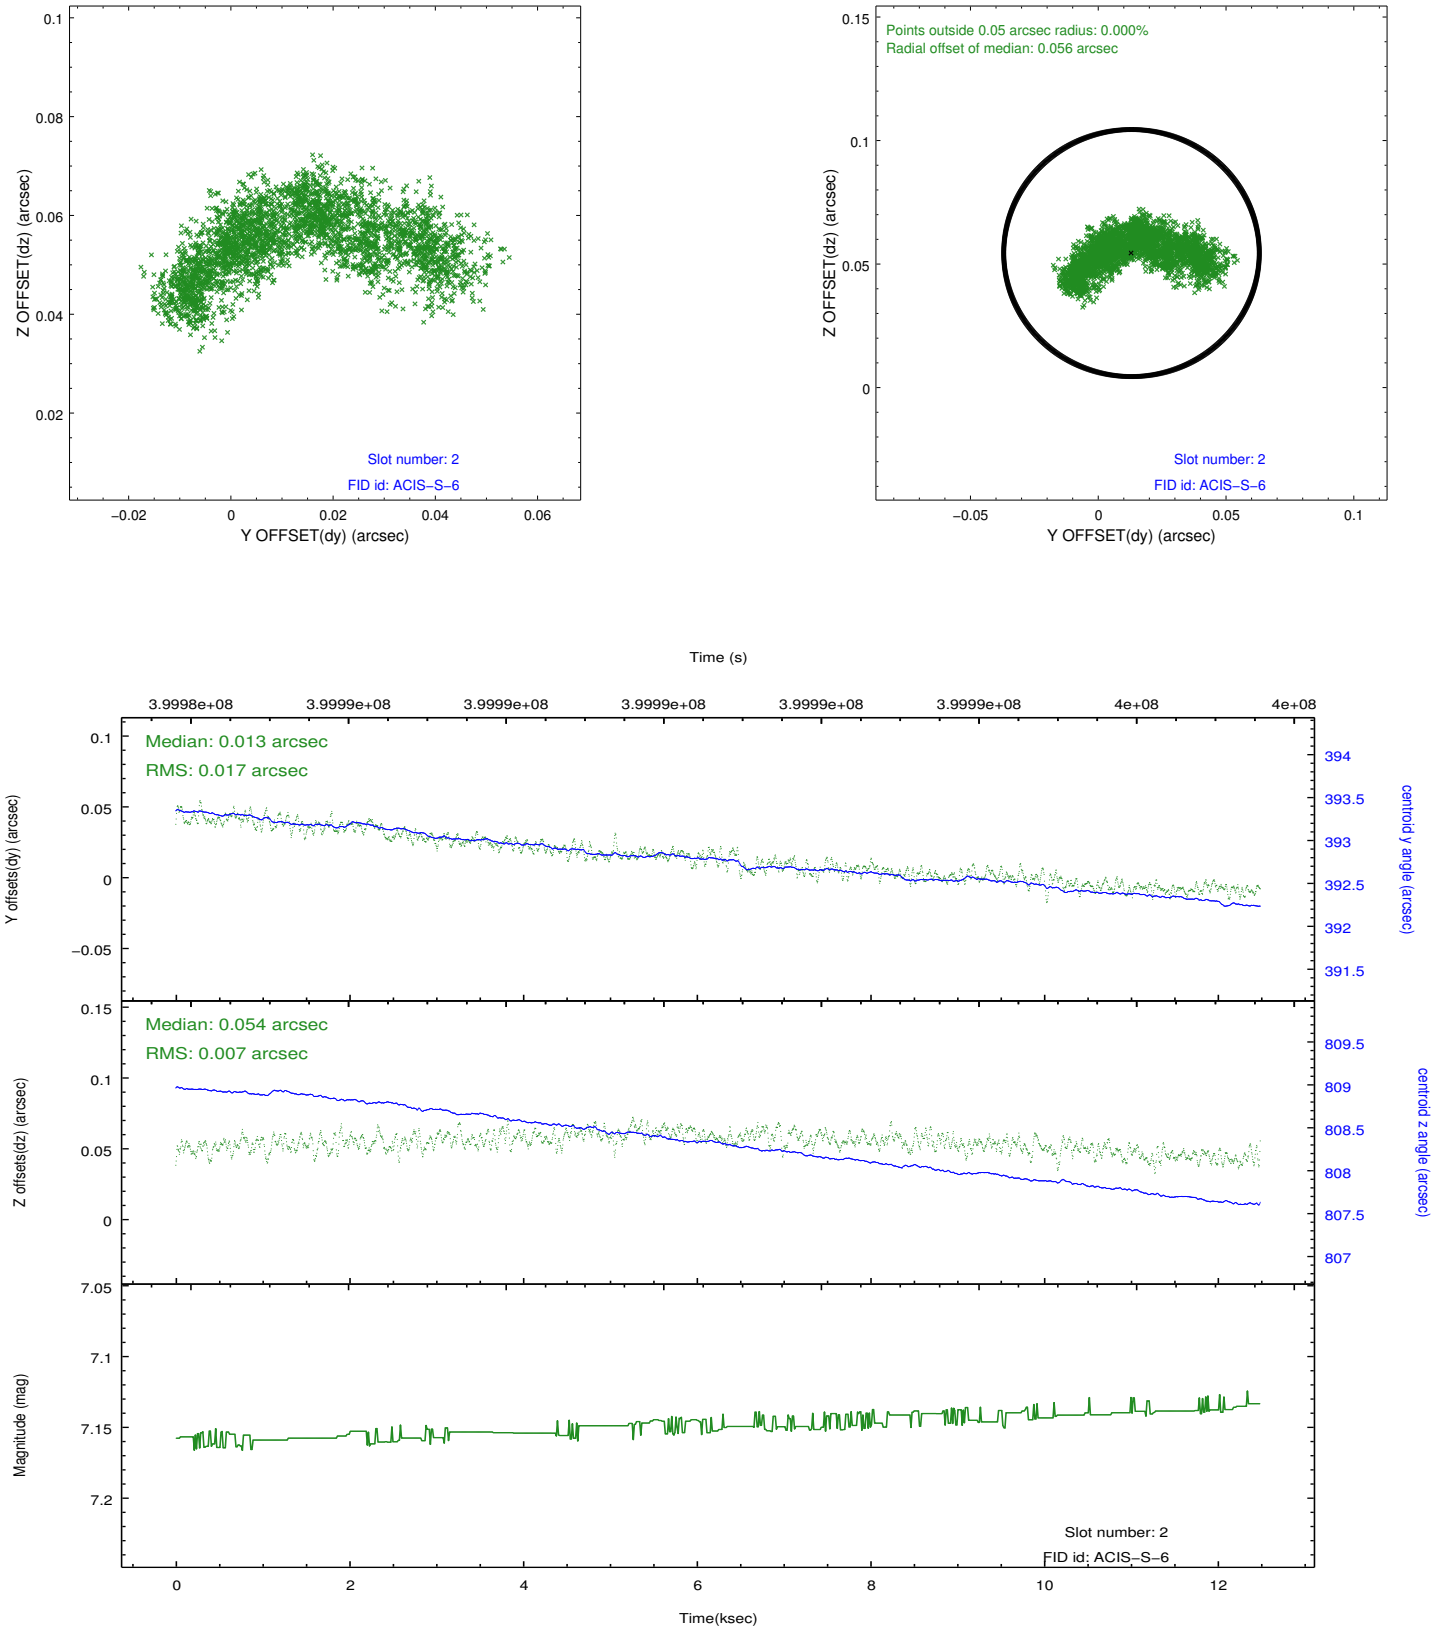 0.1
0.08
0.06
0.04
0.02
Z OFFSET(dz) (arcsec)
Slot number: 2
FID id: ACIS−S−6
−0.02
0
0.02
0.04
0.06
Y OFFSET(dy) (arcsec)
0.15
0.1
0.05
0
Z OFFSET(dz) (arcsec)
Points outside 0.05 arcsec radius: 0.000%
Radial offset of median: 0.056 arcsec
Slot number: 2
FID id: ACIS−S−6
−0.05
0
0.05
0.1
Y OFFSET(dy) (arcsec)
Time (s)
3.9998e+08
3.9999e+08
3.9999e+08
3.9999e+08
3.9999e+08
3.9999e+08
4e+08
4e+08
0.1
0.05
0
−0.05
Y offsets(dy) (arcsec)
Median: 0.013 arcsec
RMS: 0.017 arcsec
394
393.5
393
392.5
392
391.5
centroid y angle (arcsec)
0.15
0.1
0.05
0
Z offsets(dz) (arcsec)
Median: 0.054 arcsec
RMS: 0.007 arcsec
809.5
809
808.5
808
807.5
807
centroid z angle (arcsec)
7.05
7.1
7.15
7.2
Magnitude (mag)
Slot number: 2
FID id: ACIS−S−6
0
2
4
6
8
10
12
Time(ksec)